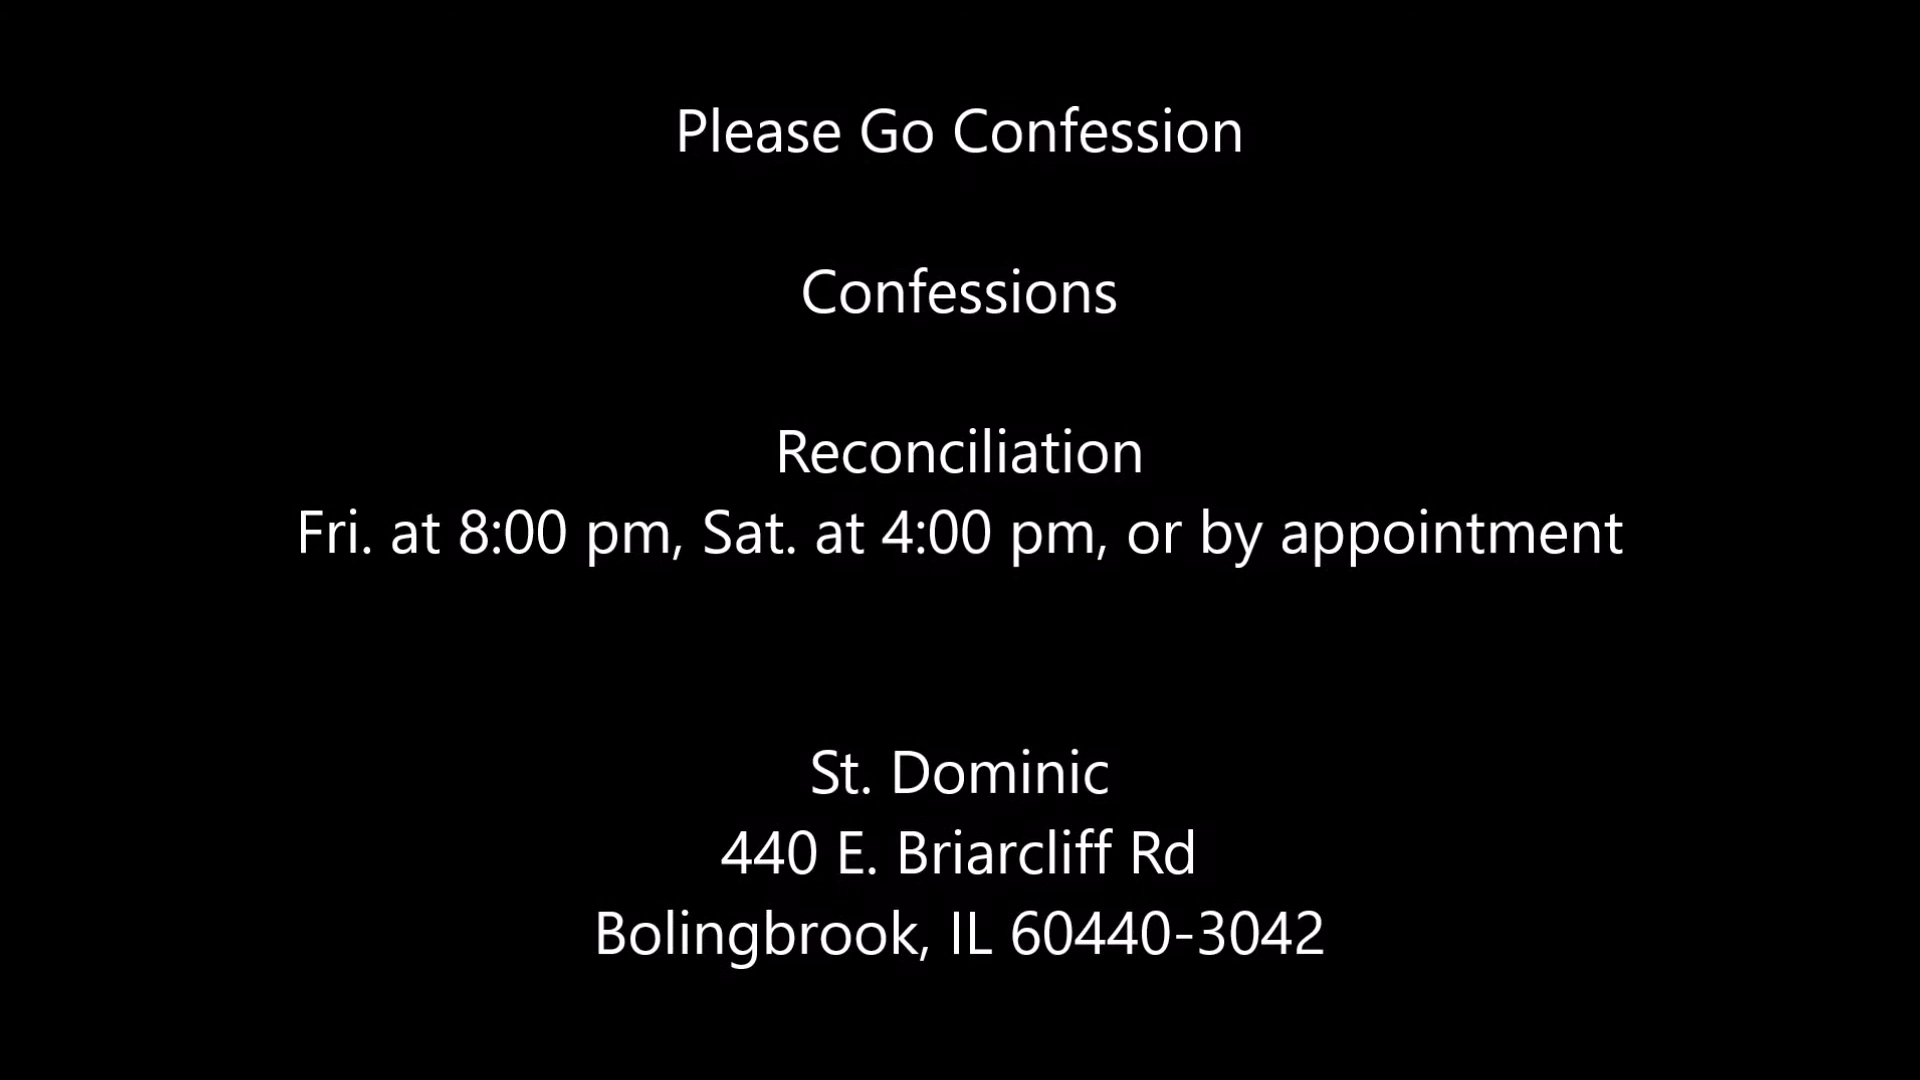 Please Go Confession
Confessions
Reconciliation
Fri. at 8:00 pm, Sat. at 4:00 pm, or by appointment
St. Dominic
440 E. Briarcliff Rd
Bolingbrook, IL 60440-3042